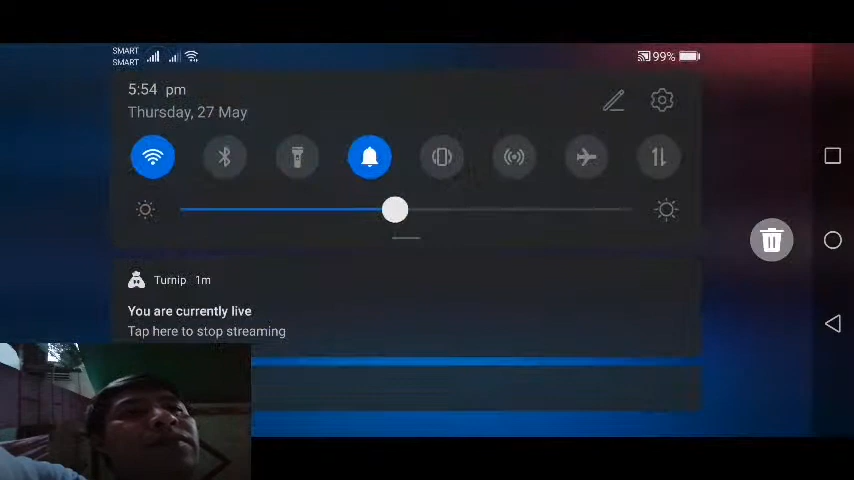 SMART
SMART
99%
5:54 pm
Thursday, 27 May
Turnip 1m
You are currently live
Tap here to stop streaming